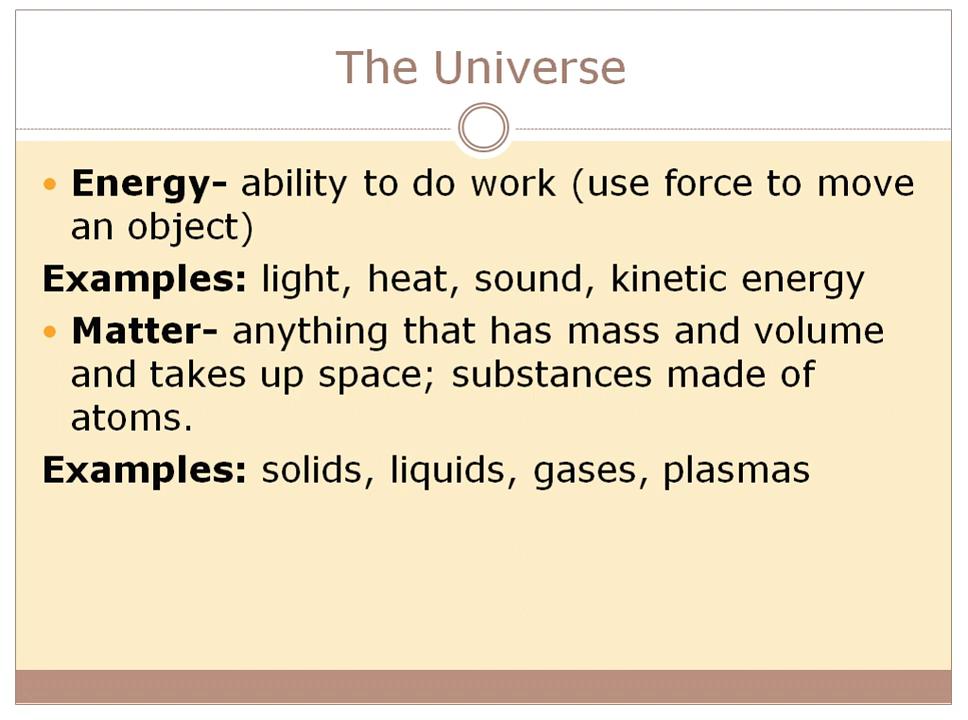 The Universe
• Energy- ability to do work (use force to move
an object)
Examples: light, heat, sound, kinetic energy
• Matter- anything that has mass and volume
and takes up space; substances made of
atoms.
Examples: solids, liquids, gases, plasmas